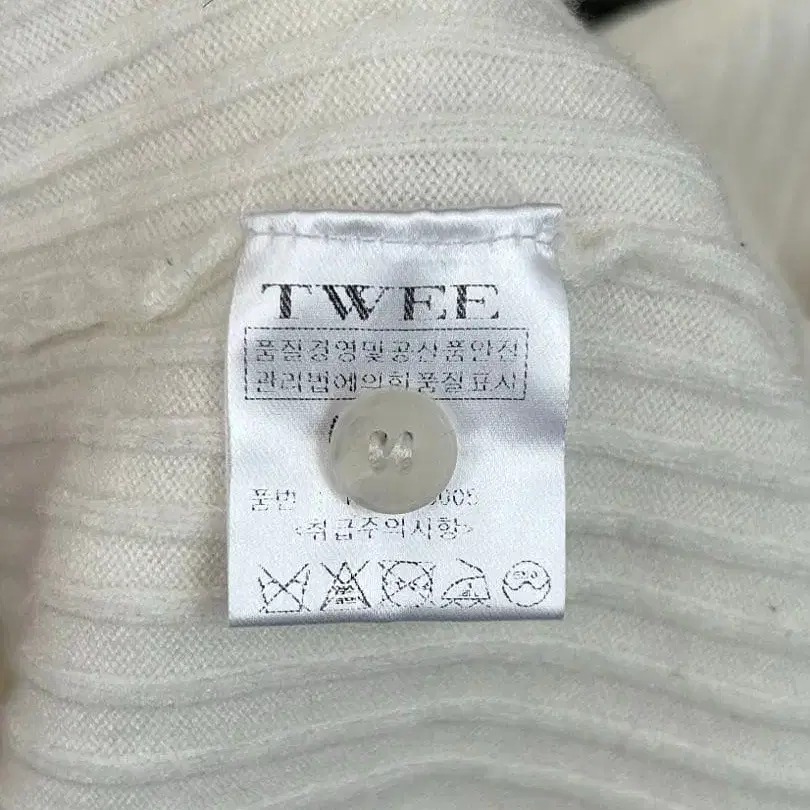 TWEE
품질경영및공산품안전
관리법에의한품질표시
품번 :
<취급주의사항>